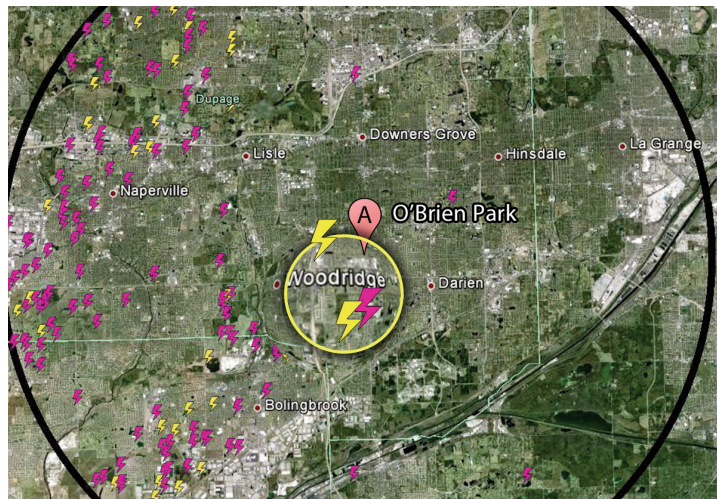 Dupage
Downers Grove
La Grange
Lisle
Hinsdale
Naperville
A
O'Brien Park
Woodridge
Darien
Bolingbrook